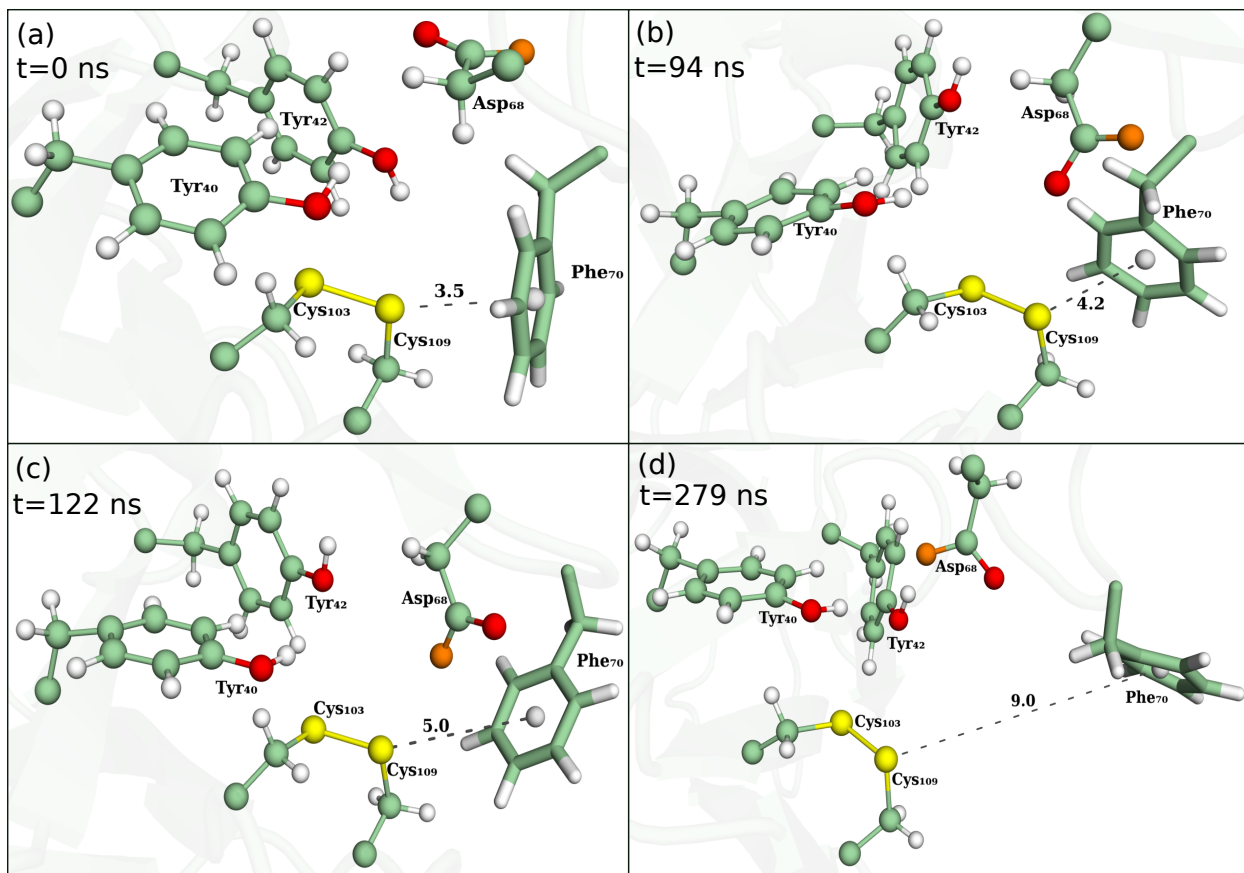 (a)
t=0 ns
Asp₆₈
Tyr₄₂
Tyr₄₀
Phe₇₀
3.5
Cys₁₀₃
Cys₁₀₉
(b)
t=94 ns
Asp₆₈
Tyr₄₂
Phe₇₀
Tyr₄₀
4.2
Cys₁₀₃
Cys₁₀₉
(c)
t=122 ns
Tyr₄₂
Asp₆₈
Phe₇₀
Tyr₄₀
Cys₁₀₃
5.0
Cys₁₀₉
(d)
t=279 ns
Asp₆₈
Tyr₄₀
Tyr₄₂
Phe₇₀
9.0
Cys₁₀₃
Cys₁₀₉